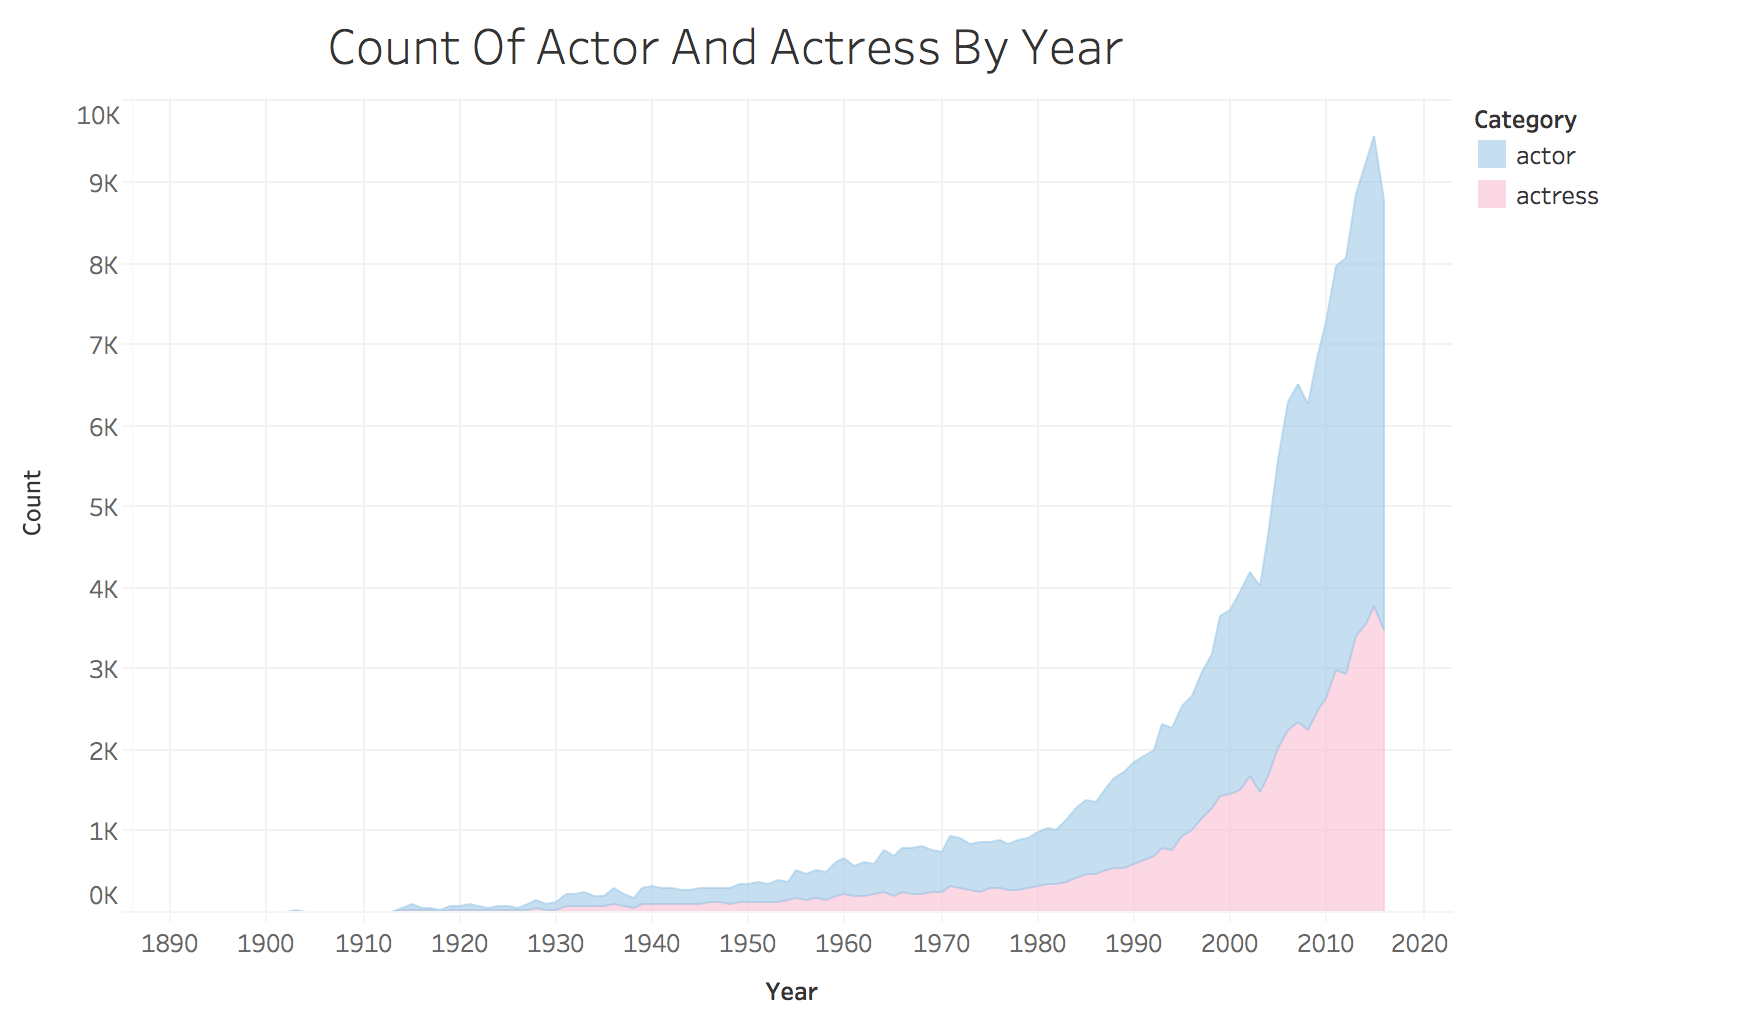 Count Of Actor And Actress By Year
Category
actor
actress
10K
9K
8K
7K
6K
5K
4K
3K
2K
1K
0K
Count
1890 1900 1910 1920 1930 1940 1950 1960 1970 1980 1990 2000 2010 2020
Year